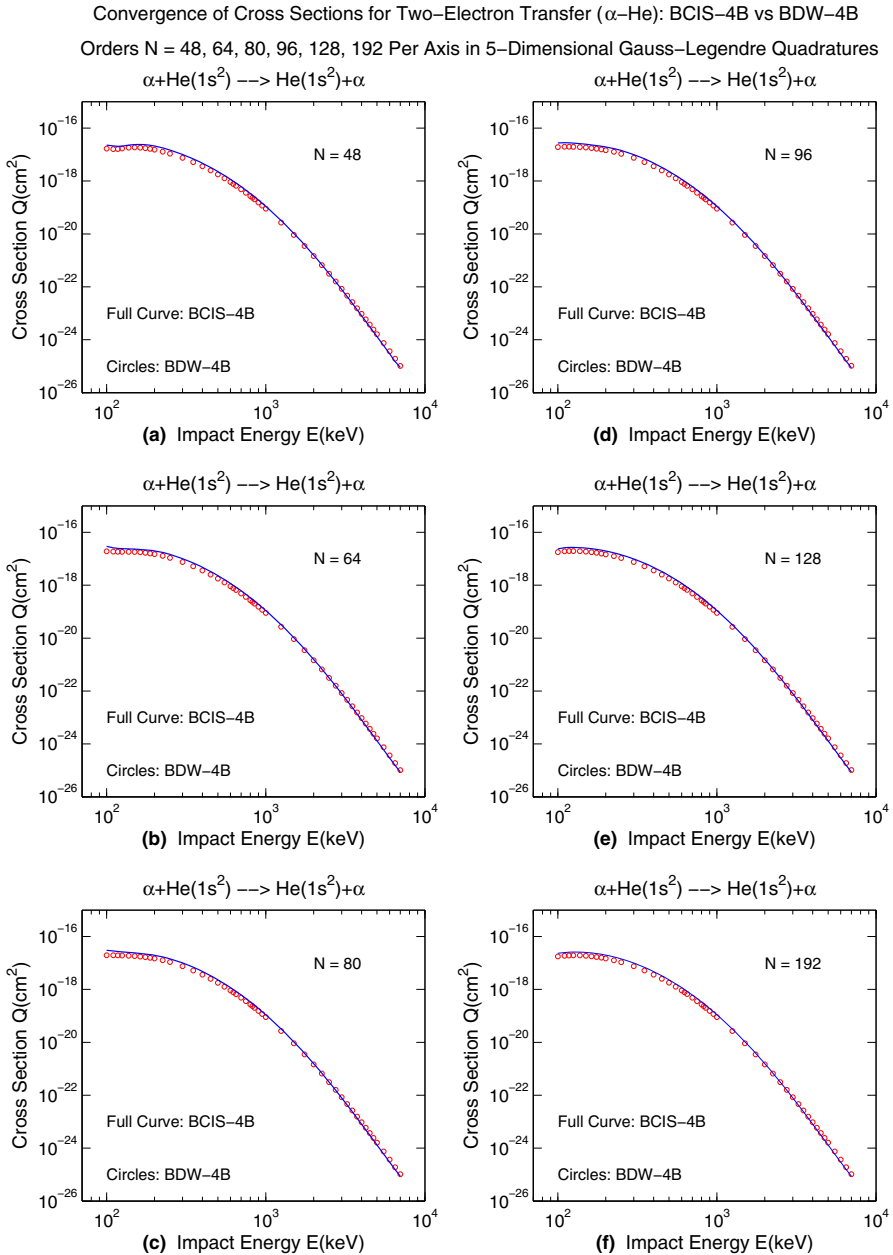 Convergence of Cross Sections for Two−Electron Transfer (α−He): BCIS−4B vs BDW−4B
Orders N = 48, 64, 80, 96, 128, 192 Per Axis in 5−Dimensional Gauss−Legendre Quadratures
α+He(1s²) −−> He(1s²)+α
Cross Section Q(cm²)
10⁻¹⁶
10⁻¹⁸
10⁻²⁰
10⁻²²
10⁻²⁴
10⁻²⁶
N = 48
Full Curve: BCIS−4B
Circles: BDW−4B
10²
10³
10⁴
(a) Impact Energy E(keV)
α+He(1s²) −−> He(1s²)+α
Cross Section Q(cm²)
10⁻¹⁶
10⁻¹⁸
10⁻²⁰
10⁻²²
10⁻²⁴
10⁻²⁶
N = 64
Full Curve: BCIS−4B
Circles: BDW−4B
10²
10³
10⁴
(b) Impact Energy E(keV)
α+He(1s²) −−> He(1s²)+α
Cross Section Q(cm²)
10⁻¹⁶
10⁻¹⁸
10⁻²⁰
10⁻²²
10⁻²⁴
10⁻²⁶
N = 80
Full Curve: BCIS−4B
Circles: BDW−4B
10²
10³
10⁴
(c) Impact Energy E(keV)
α+He(1s²) −−> He(1s²)+α
Cross Section Q(cm²)
10⁻¹⁶
10⁻¹⁸
10⁻²⁰
10⁻²²
10⁻²⁴
10⁻²⁶
N = 96
Full Curve: BCIS−4B
Circles: BDW−4B
10²
10³
10⁴
(d) Impact Energy E(keV)
α+He(1s²) −−> He(1s²)+α
Cross Section Q(cm²)
10⁻¹⁶
10⁻¹⁸
10⁻²⁰
10⁻²²
10⁻²⁴
10⁻²⁶
N = 128
Full Curve: BCIS−4B
Circles: BDW−4B
10²
10³
10⁴
(e) Impact Energy E(keV)
α+He(1s²) −−> He(1s²)+α
Cross Section Q(cm²)
10⁻¹⁶
10⁻¹⁸
10⁻²⁰
10⁻²²
10⁻²⁴
10⁻²⁶
N = 192
Full Curve: BCIS−4B
Circles: BDW−4B
10²
10³
10⁴
(f) Impact Energy E(keV)